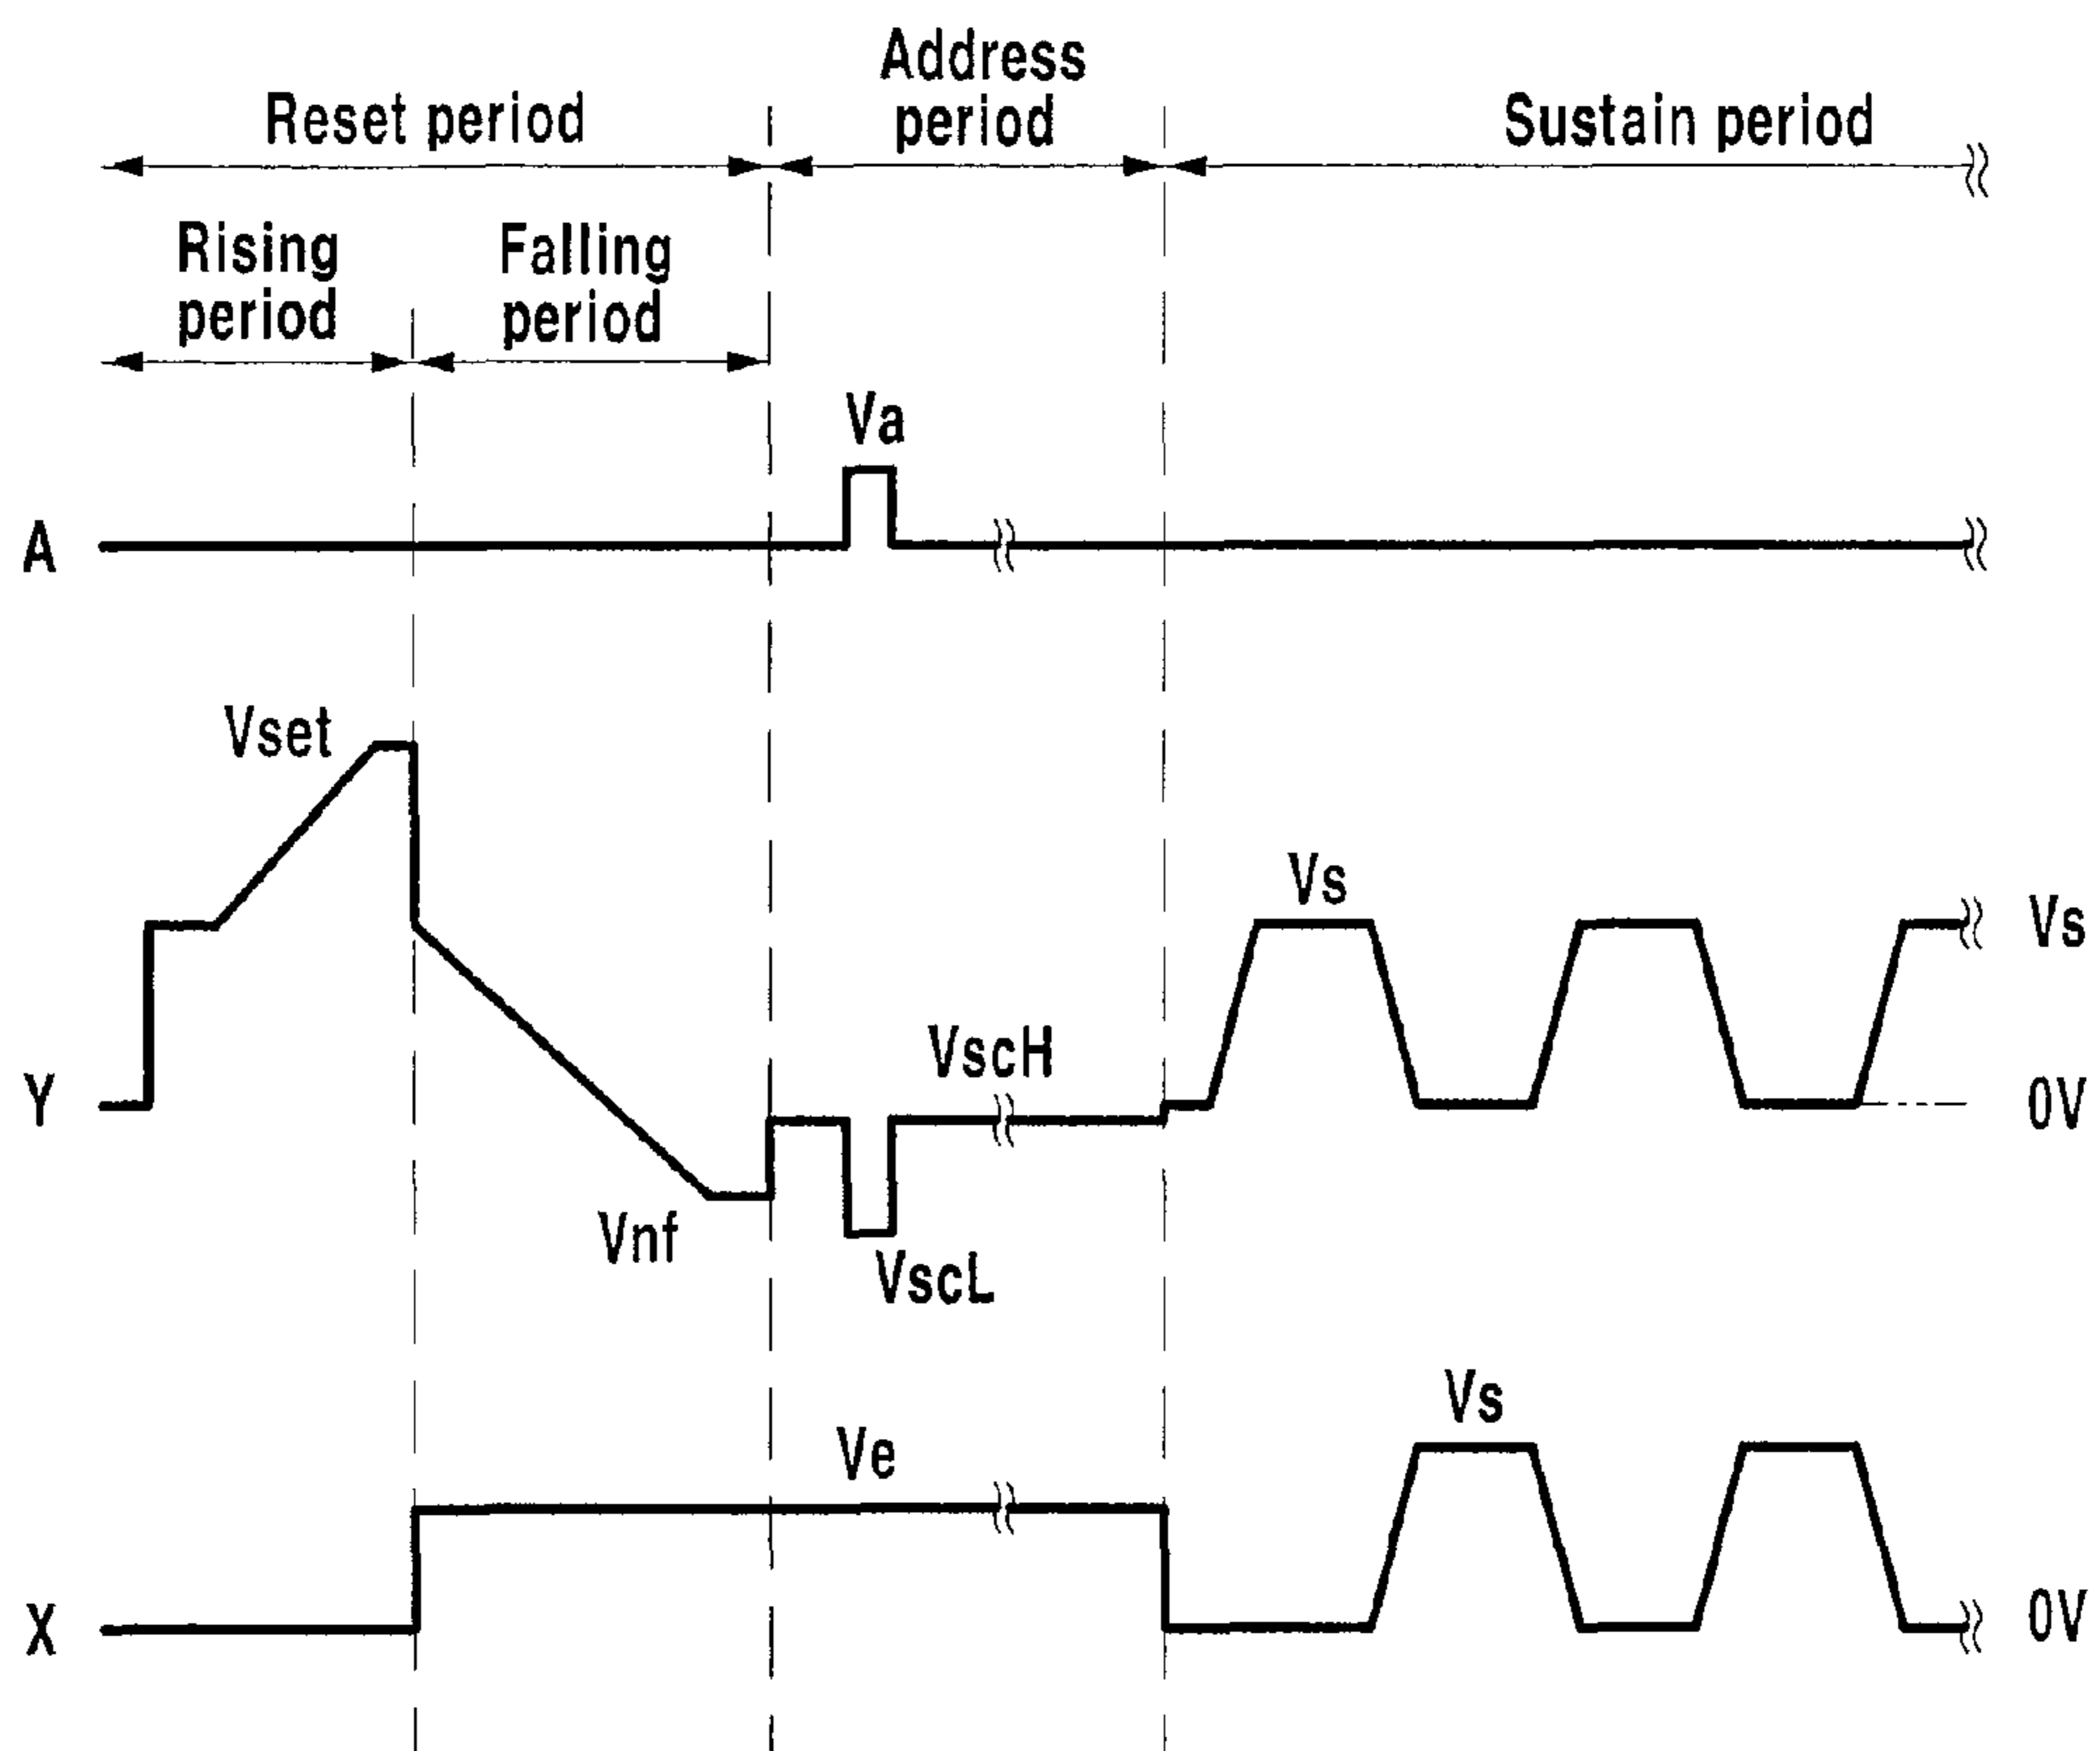 Address
period
Reset period
Sustain period
Rising
period
Falling
period
Va
A
Vset
Vs
Vs
VscH
Y
0V
Vnf
VscL
Vs
Ve
X
0V